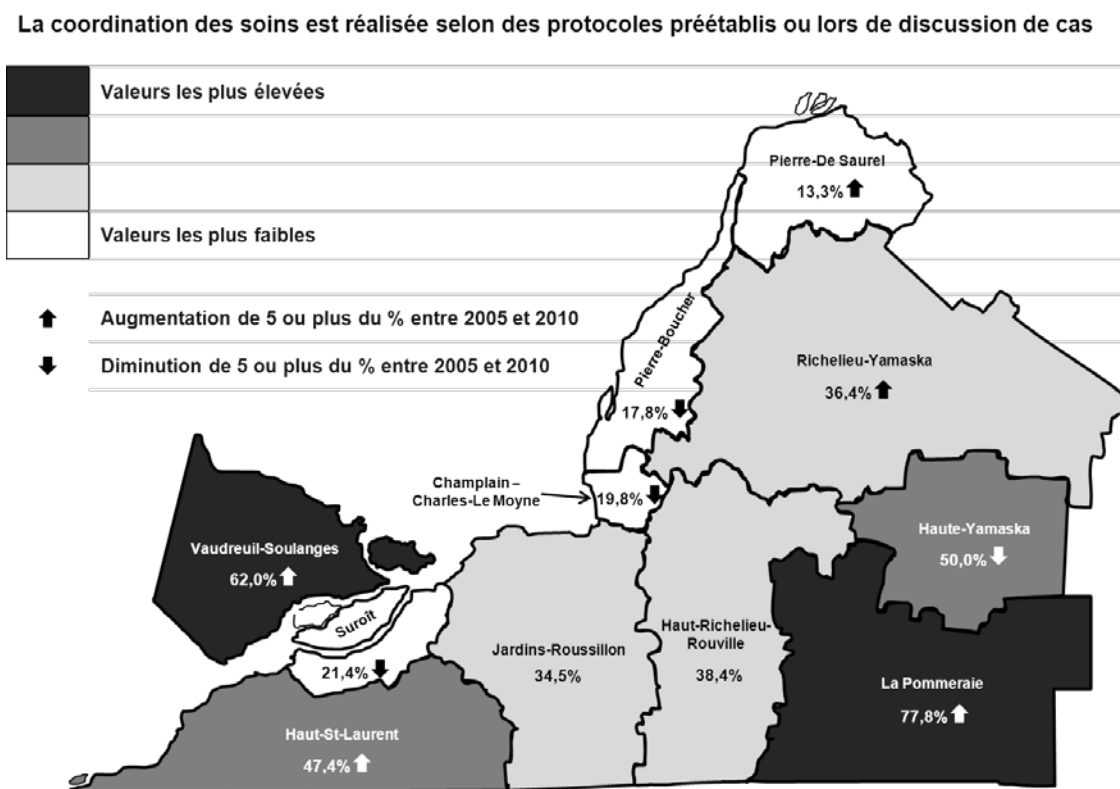 La coordination des soins est réalisée selon des protocoles préétablis ou lors de discussion de cas
Valeurs les plus élevées
Valeurs les plus faibles
Augmentation de 5 ou plus du % entre 2005 et 2010
Diminution de 5 ou plus du % entre 2005 et 2010
Pierre-De Saurel
13,3%
Pierre-Boucher
17,8%
Richelieu-Yamaska
36,4%
Champlain –
Charles-Le Moyne
19,8%
Haute-Yamaska
50,0%
Vaudreuil-Soulanges
62,0%
Suroît
21,4%
Jardins-Roussillon
34,5%
Haut-Richelieu-
Rouville
38,4%
La Pommeraie
77,8%
Haut-St-Laurent
47,4%